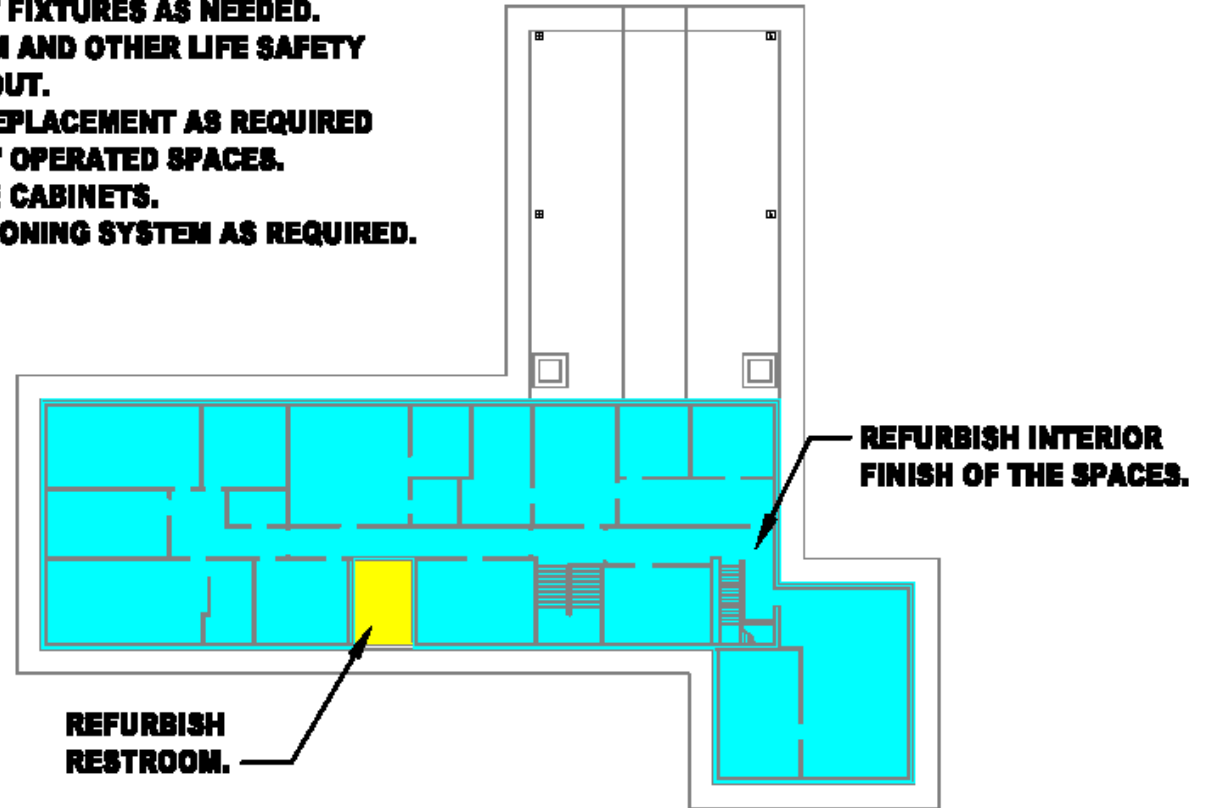 FIXTURES AS NEEDED.
AND OTHER LIFE SAFETY
OUT.
EPLACEMENT AS REQUIRED
OPERATED SPACES.
CABINETS.
ONING SYSTEM AS REQUIRED.
REFURBISH INTERIOR
FINISH OF THE SPACES.
REFURBISH
RESTROOM.